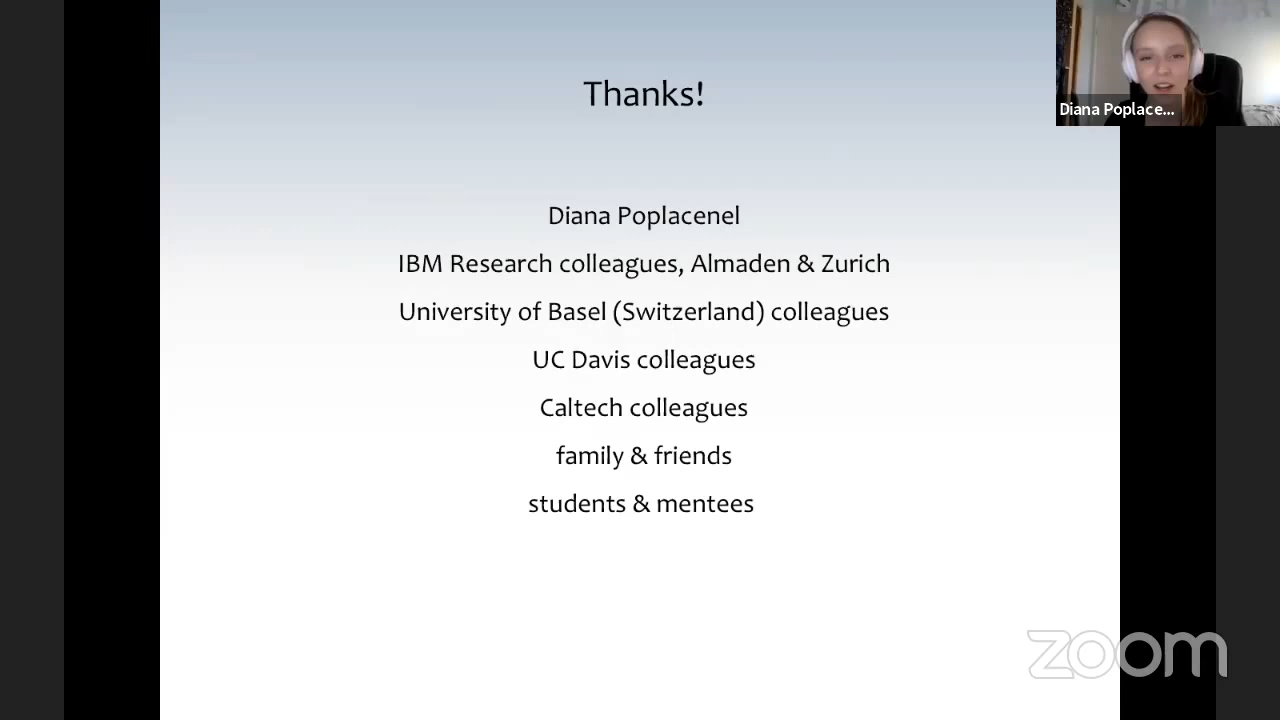 Thanks!
Diana Poplace...
Diana Poplacenel
IBM Research colleagues, Almaden & Zurich
University of Basel (Switzerland) colleagues
UC Davis colleagues
Caltech colleagues
family & friends
students & mentees
zoom